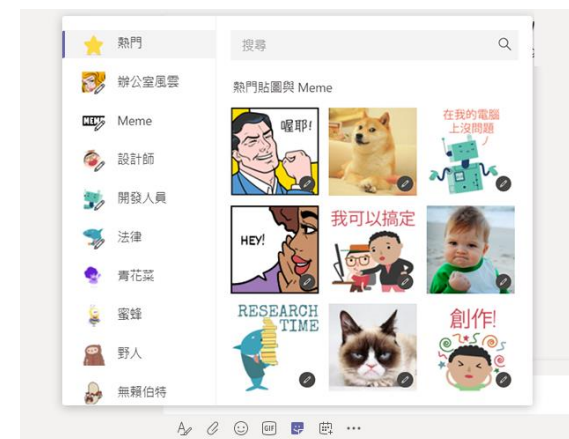 熱門
辦公室風雲
MEME
Meme
設計師
開發人員
法律
青花菜
蜜蜂
野人
無賴伯特
搜尋
熱門貼圖與 Meme
喔耶!
在我的電腦
上沒問題
HEY!
我可以搞定
RESEARCH
TIME
創作!
GIF